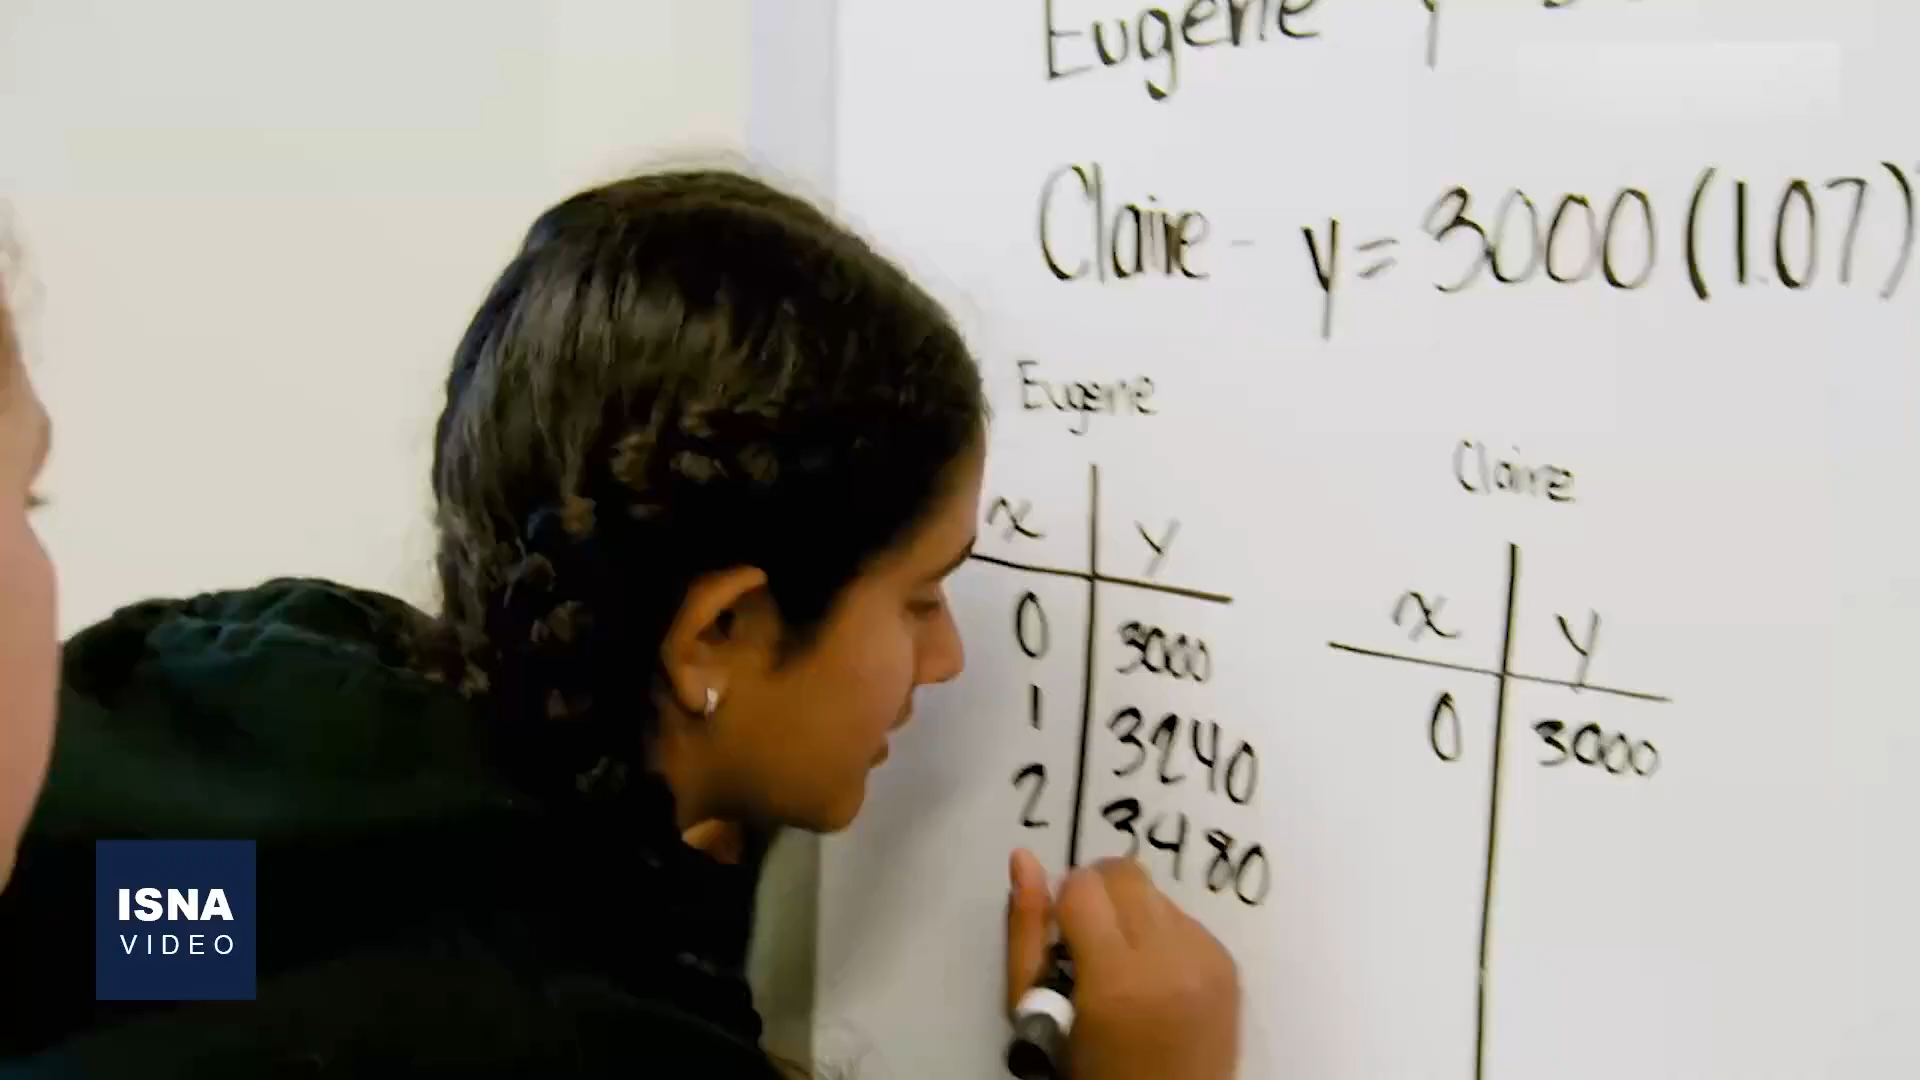 Eugene
Claire - y = 3000 (1.07)
Eugene
x y
0 3000
1 3240
2 3480
Claire
x y
0 3000
ISNA
VIDEO